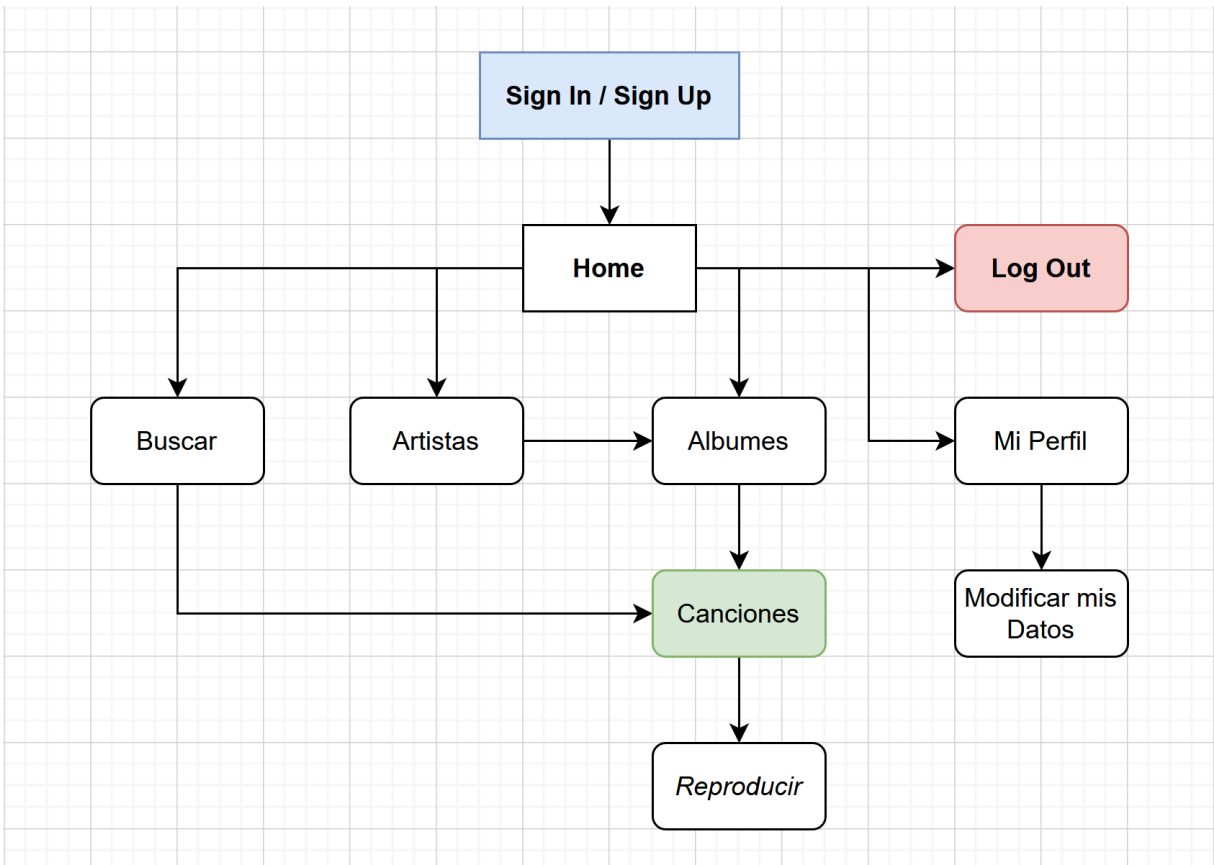 Sign In / Sign Up
Home
Log Out
Buscar
Artistas
Albumes
Mi Perfil
Canciones
Modificar mis
Datos
Reproducir